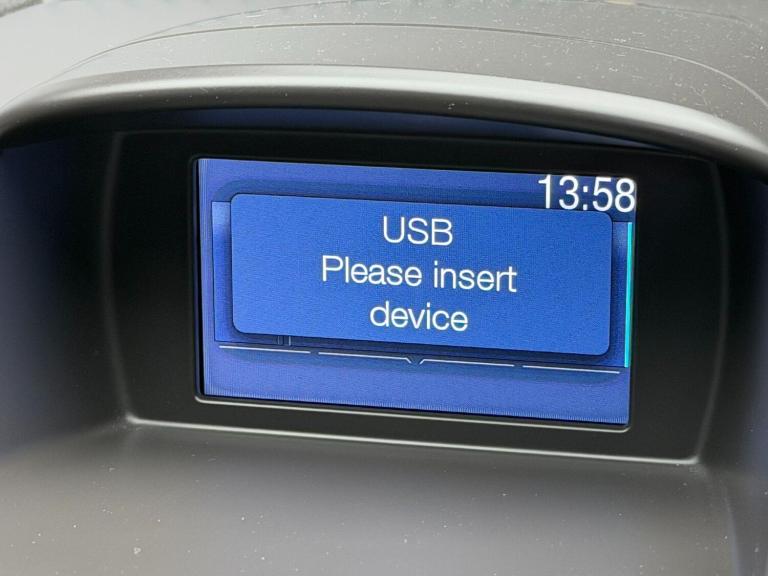 13:58
USB
Please insert
device